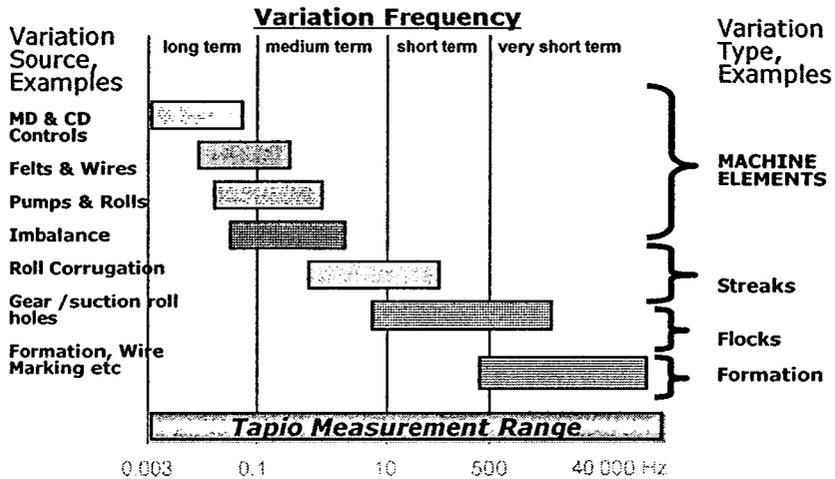 Variation Frequency
Variation
Source,
Examples
long term
medium term
short term
very short term
Variation
Type,
Examples
MD & CD
Controls
Felts & Wires
Pumps & Rolls
Imbalance
Roll Corrugation
Gear /suction roll
holes
Formation, Wire
Marking etc
MACHINE
ELEMENTS
Streaks
Flocks
Formation
Tapio Measurement Range
0.003
0.1
10
500
40 000 Hz